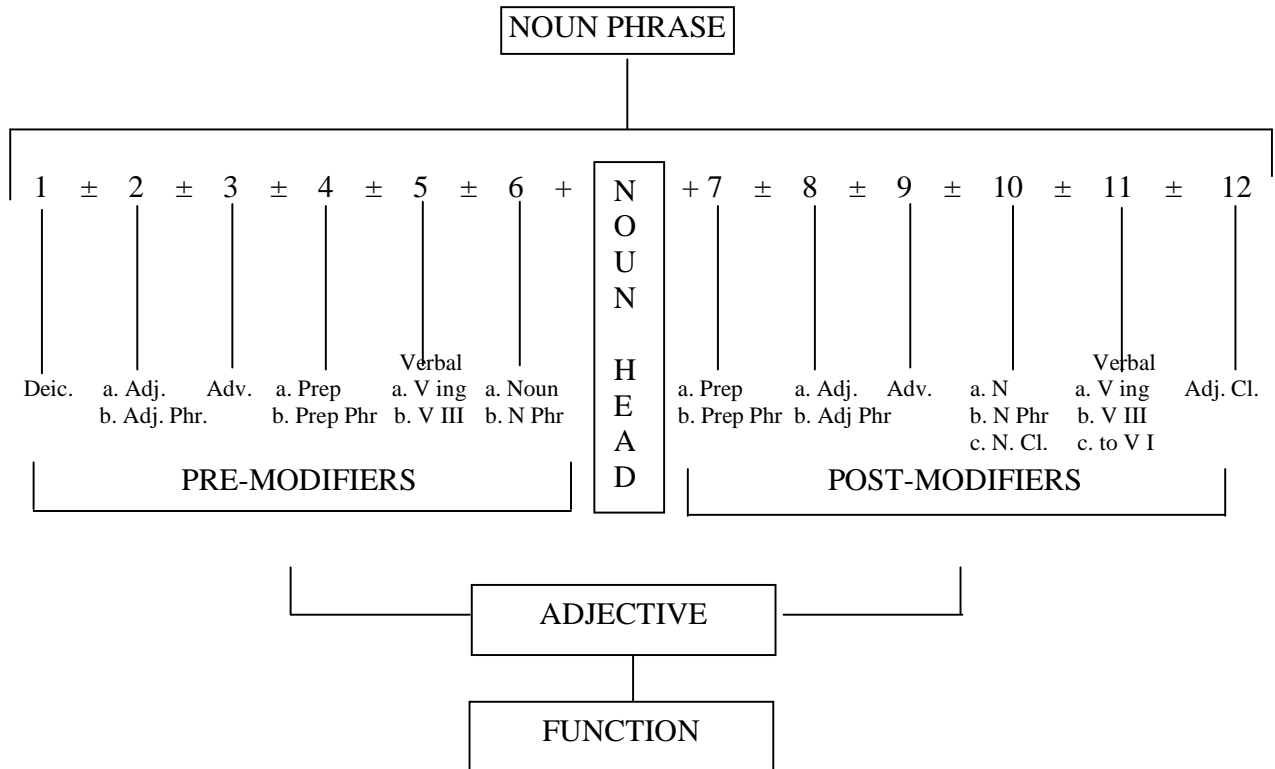 NOUN PHRASE
1 ± 2 ± 3 ± 4 ± 5 ± 6 + + 7 ± 8 ± 9 ± 10 ± 11 ± 12
N
O
U
N
H
E
A
D
Verbal Verbal
Deic. a. Adj. Adv. a. Prep a. V ing a. Noun a. Prep a. Adj. Adv. a. N a. V ing Adj. Cl.
b. Adj. Phr. b. Prep Phr b. V III b. N Phr b. Prep Phr b. Adj Phr b. N Phr b. V III
c. N. Cl. c. to V I
PRE-MODIFIERS POST-MODIFIERS
ADJECTIVE
FUNCTION